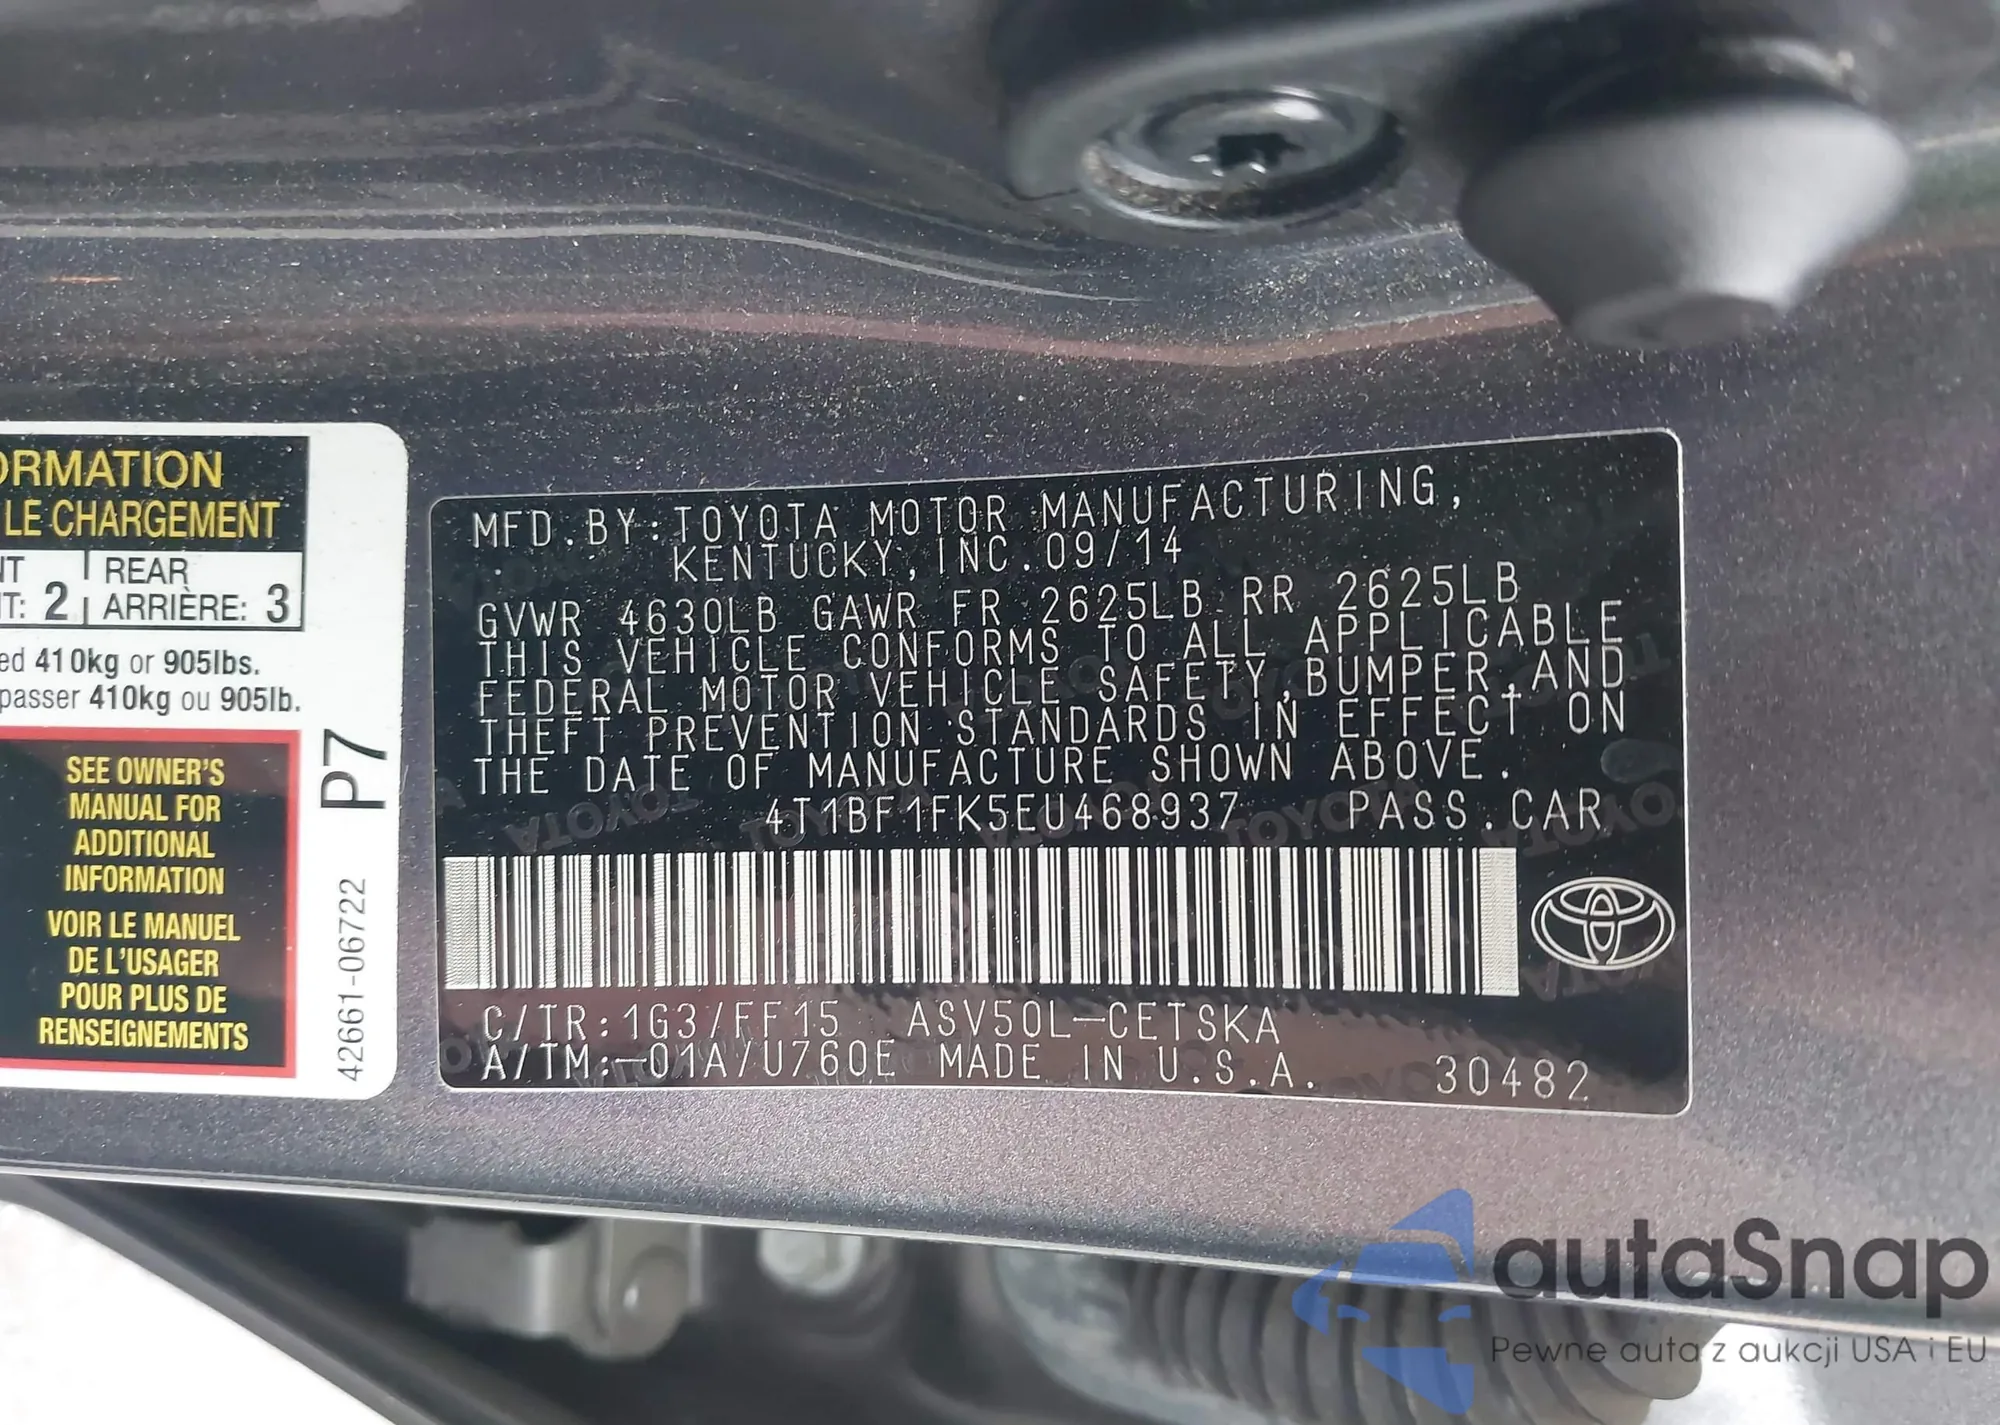 ORMATION
LE CHARGEMENT
NT
REAR
T: 2
ARRIÈRE: 3
ed 410kg or 905lbs.
passer 410kg ou 905lb.
SEE OWNER'S
MANUAL FOR
ADDITIONAL
INFORMATION
VOIR LE MANUEL
DE L'USAGER
POUR PLUS DE
RENSEIGNEMENTS
P7
42661-06722
MFD.BY:TOYOTA MOTOR MANUFACTURING,
KENTUCKY,INC.09/14
GVWR 4630LB GAWR FR 2625LB RR 2625LB
THIS VEHICLE CONFORMS TO ALL APPLICABLE
FEDERAL MOTOR VEHICLE SAFETY,BUMPER,AND
THEFT PREVENTION STANDARDS IN EFFECT ON
THE DATE OF MANUFACTURE SHOWN ABOVE.
4T1BF1FK5EU468937 PASS.CAR
C/TR:1G3/FF15 ASV50L-CETSKA
A/TM:-01A/U760E MADE IN U.S.A. 30482
autaSnap
Pewne auta z aukcji USA i EU